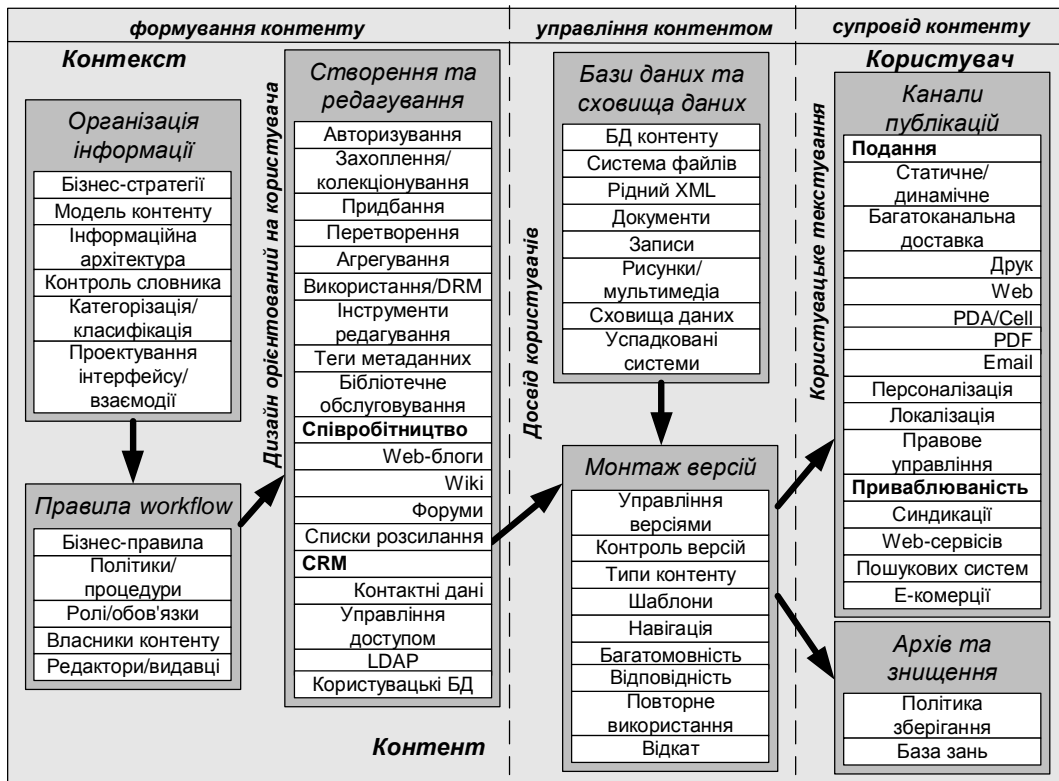 формування контенту
управління контентом
супровід контенту
Контекст
Організація
інформації
Бізнес-стратегії
Модель контенту
Інформаційна
архітектура
Контроль словника
Категорізація/
класифікація
Проектування
інтерфейсу/
взаємодії
Правила workflow
Бізнес-правила
Політики/
процедури
Ролі/обов'язки
Власники контенту
Редактори/видавці
Дизайн орієнтований на користувача
Створення та
редагування
Авторизування
Захоплення/
колекціонування
Придбання
Перетворення
Агрегування
Використання/DRM
Інструменти
редагування
Теги метаданних
Бібліотечне
обслуговування
Співробітництво
Web-блоги
Wiki
Форуми
Списки розсилання
CRM
Контактні дані
Управління
доступом
LDAP
Користувацькі БД
Контент
Досвід користувачів
Бази даних та
сховища даних
БД контенту
Система файлів
Рідний XML
Документи
Записи
Рисунки/
мультимедіа
Сховища даних
Успадковані
системи
Монтаж версій
Управління
версіями
Контроль версій
Типи контенту
Шаблони
Навігація
Багатомовність
Відповідність
Повторне
використання
Відкат
Користувацьке текстування
Користувач
Канали
публікацій
Подання
Статичне/
динамічне
Багатоканальна
доставка
Друк
Web
PDA/Cell
PDF
Email
Персоналізація
Локалізація
Правове
управління
Приваблюваність
Синдикації
Web-сервісів
Пошукових систем
Е-комерції
Архів та
знищення
Політика
зберігання
База зань